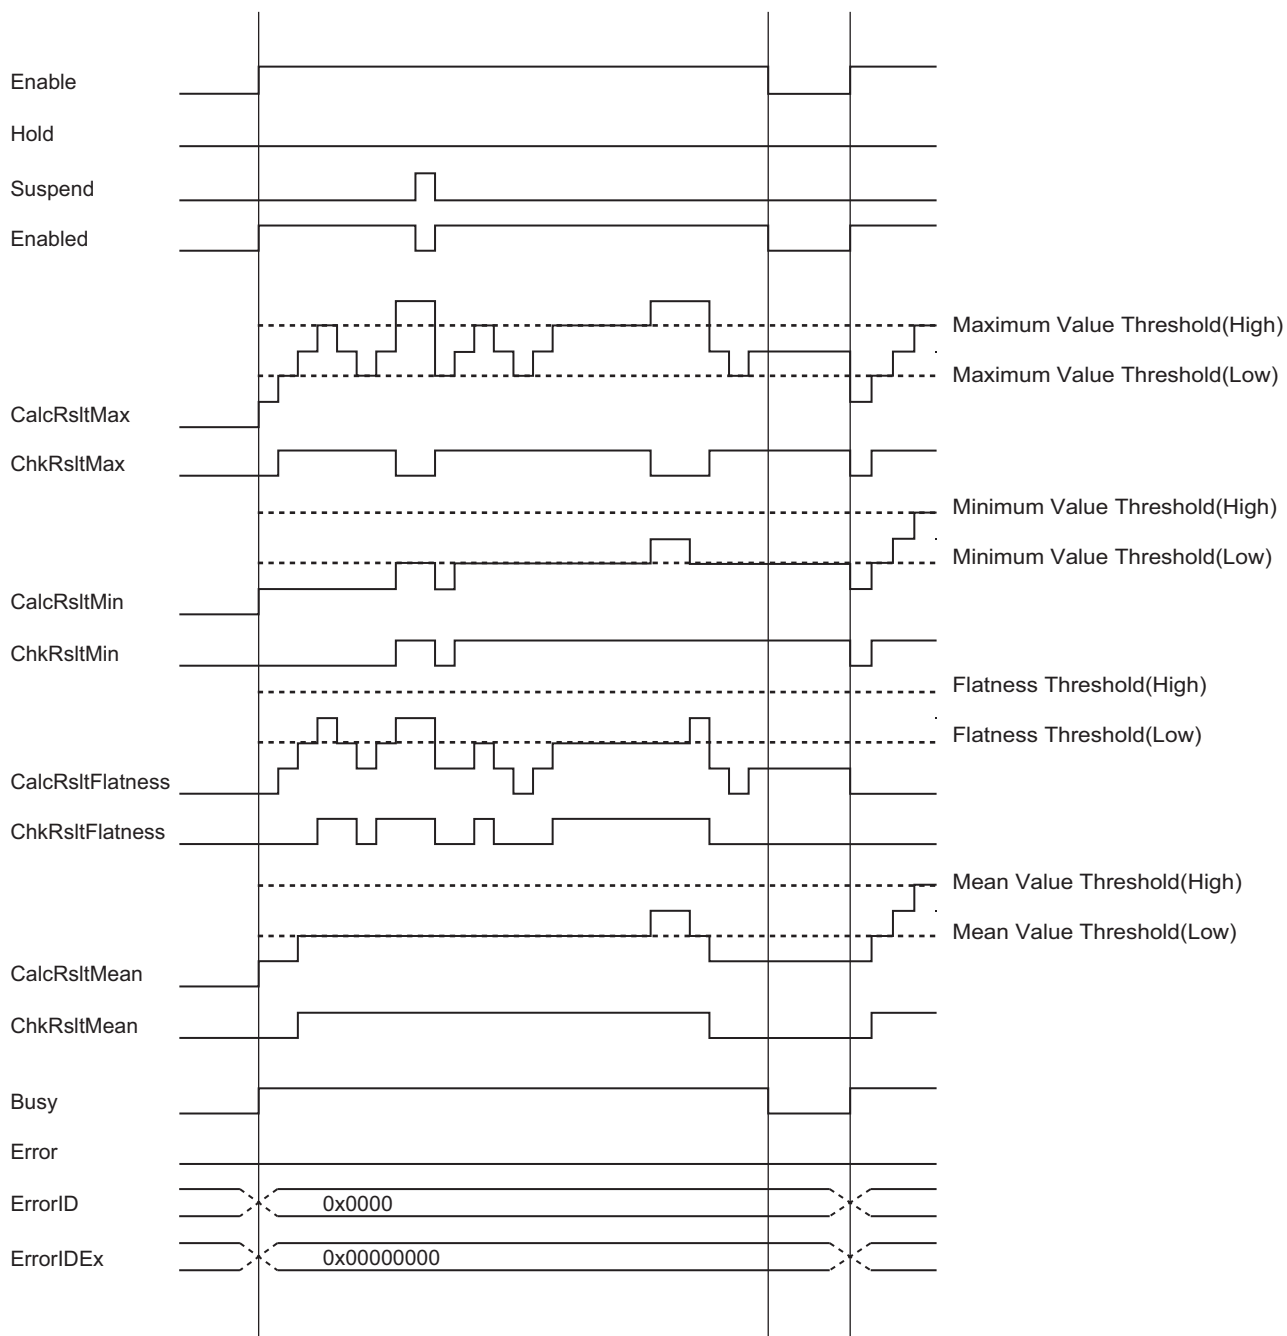 Enable
Hold
Suspend
Enabled
Maximum Value Threshold(High)
Maximum Value Threshold(Low)
CalcRsltMax
ChkRsltMax
Minimum Value Threshold(High)
Minimum Value Threshold(Low)
CalcRsltMin
ChkRsltMin
Flatness Threshold(High)
Flatness Threshold(Low)
CalcRsltFlatness
ChkRsltFlatness
Mean Value Threshold(High)
Mean Value Threshold(Low)
CalcRsltMean
ChkRsltMean
Busy
Error
ErrorID 0x0000
ErrorIDEx 0x00000000